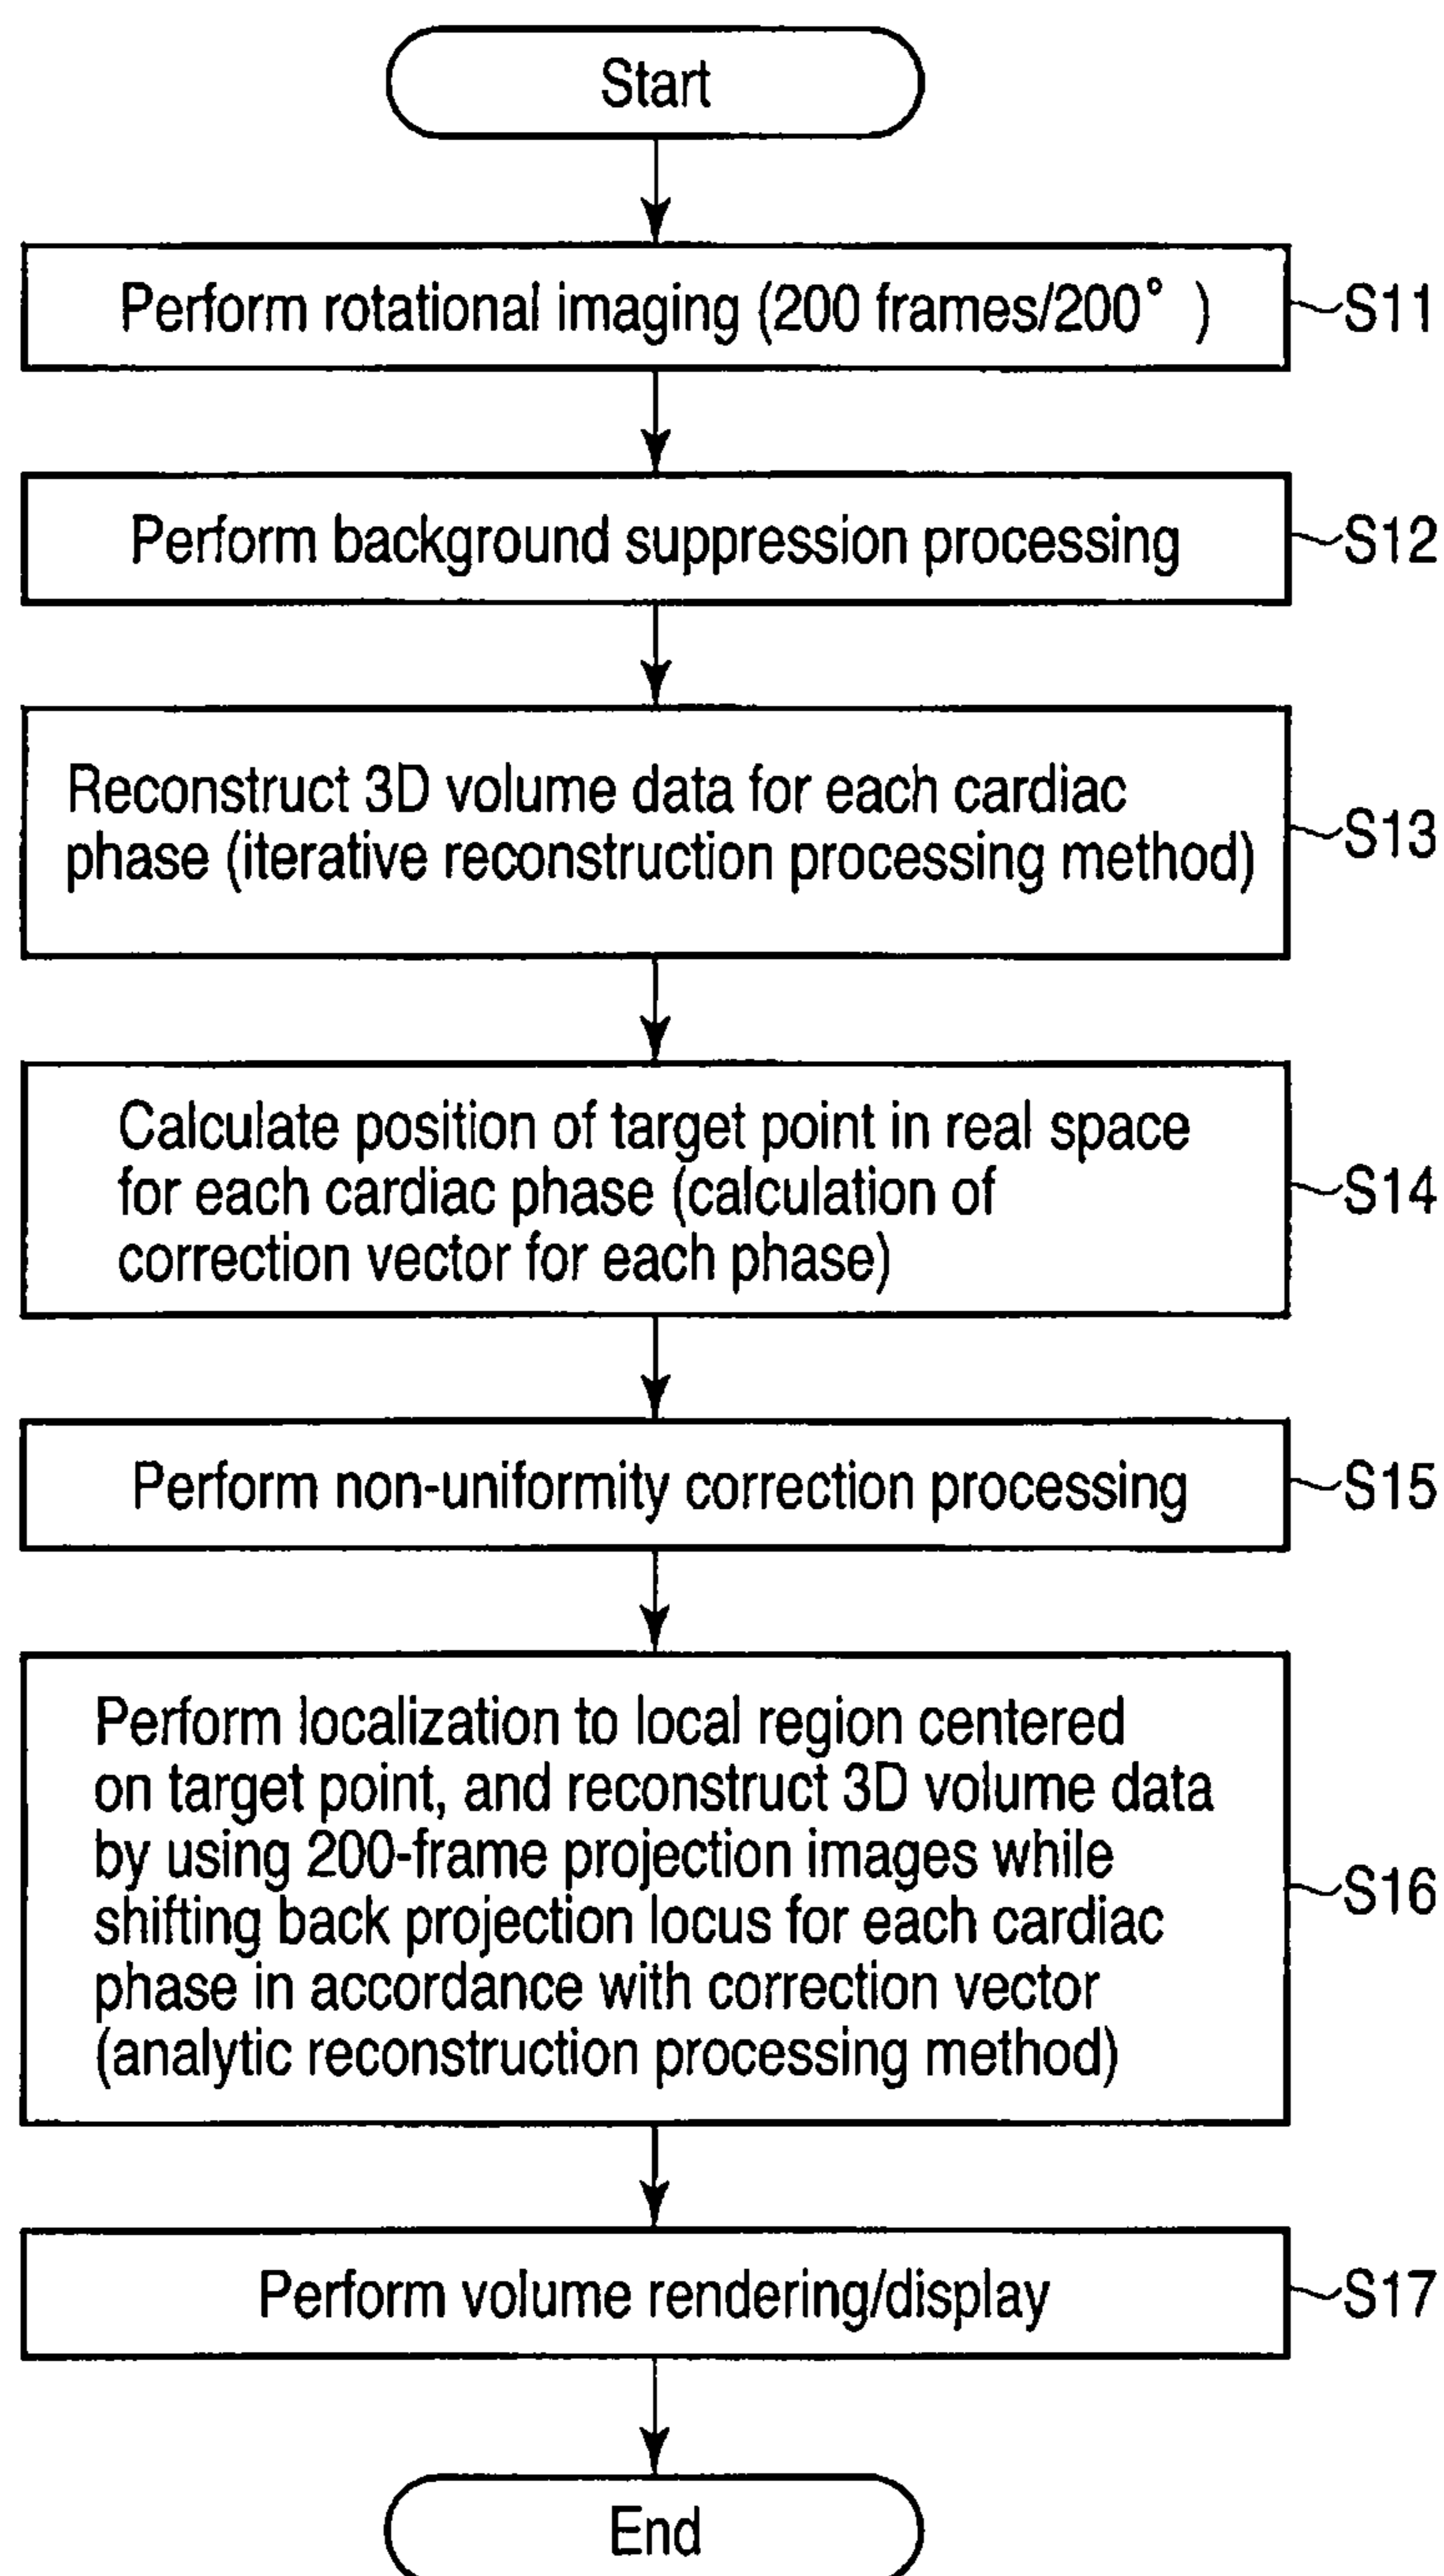 Start
Perform rotational imaging (200 frames/200° )
S11
Perform background suppression processing
S12
Reconstruct 3D volume data for each cardiac
phase (iterative reconstruction processing method)
S13
Calculate position of target point in real space
for each cardiac phase (calculation of
correction vector for each phase)
S14
Perform non-uniformity correction processing
S15
Perform localization to local region centered
on target point, and reconstruct 3D volume data
by using 200-frame projection images while
shifting back projection locus for each cardiac
phase in accordance with correction vector
(analytic reconstruction processing method)
S16
Perform volume rendering/display
S17
End